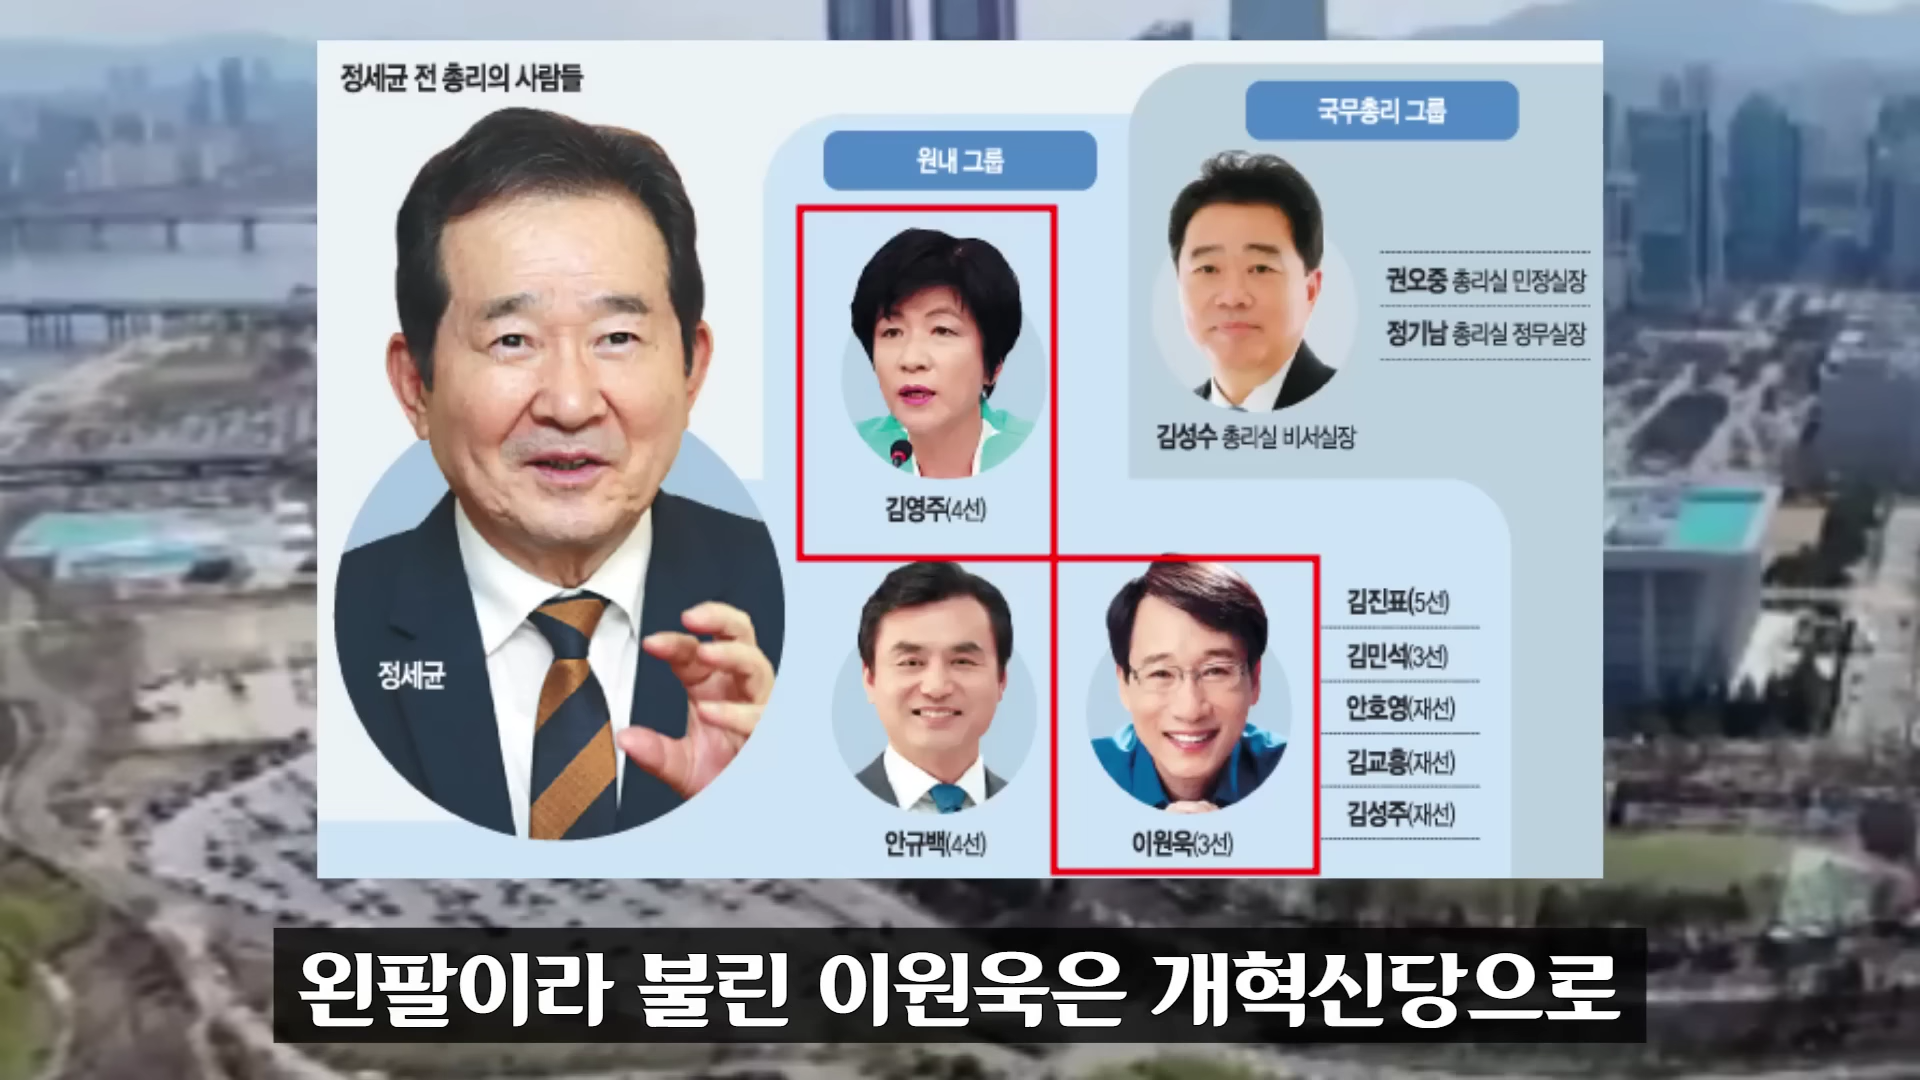 정세균 전 총리의 사람들
국무총리 그룹
원내 그룹
권오중 총리실 민정실장
정기남 총리실 정무실장
김성수 총리실 비서실장
김영주(4선)
정세균
김진표(5선)
김민석(3선)
안호영(재선)
김교흥(재선)
김성주(재선)
안규백(4선)
이원욱(3선)
왼팔이라 불린 이원욱은 개혁신당으로